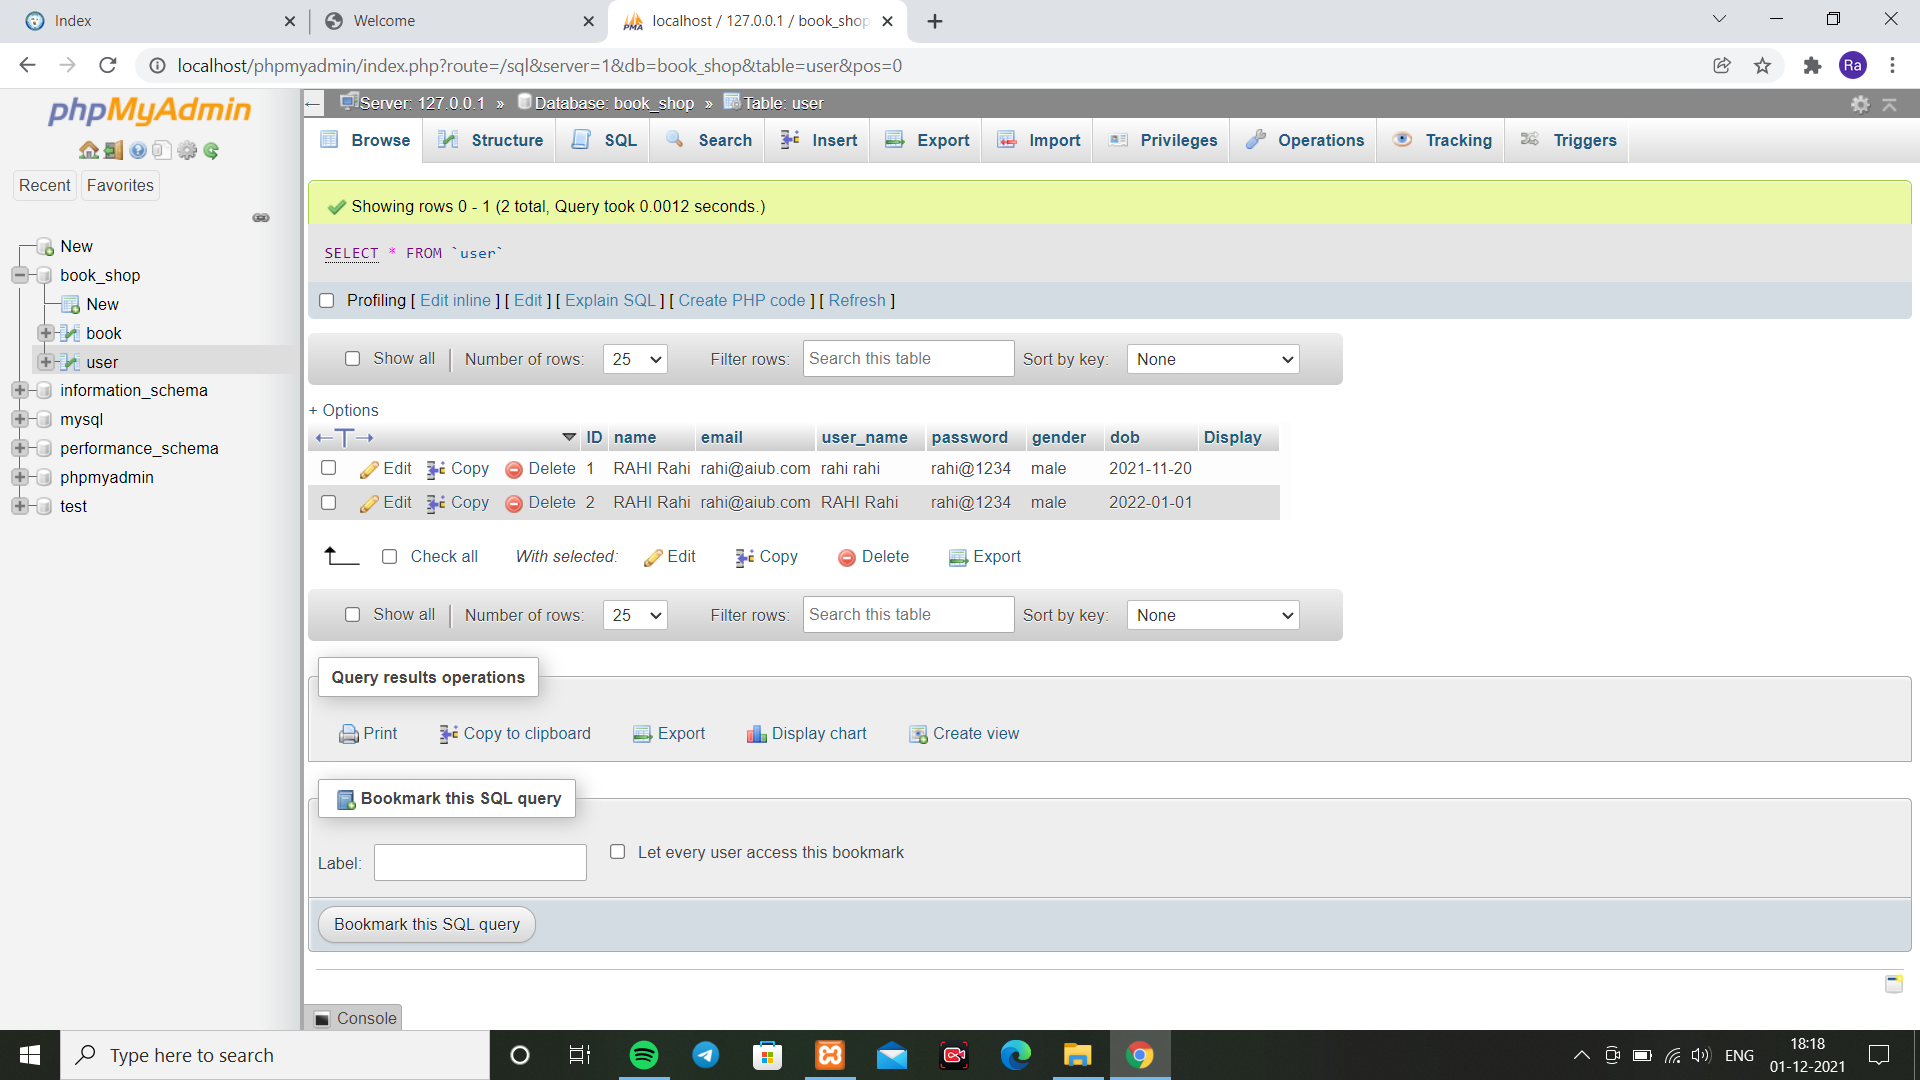 Index
Welcome
localhost / 127.0.0.1 / book_shop
localhost/phpmyadmin/index.php?route=/sql&server=1&db=book_shop&table=user&pos=0
Ra
phpMyAdmin
Recent Favorites
New
book_shop
New
book
user
information_schema
mysql
performance_schema
phpmyadmin
test
Server: 127.0.0.1 » Database: book_shop » Table: user
Browse Structure SQL Search Insert Export Import Privileges Operations Tracking Triggers
Showing rows 0 - 1 (2 total, Query took 0.0012 seconds.)
SELECT * FROM `user`
Profiling [ Edit inline ] [ Edit ] [ Explain SQL ] [ Create PHP code ] [ Refresh ]
Show all Number of rows: 25 Filter rows: Search this table Sort by key: None
+ Options
←T→ ID name email user_name password gender dob Display
Edit Copy Delete 1 RAHI Rahi rahi@aiub.com rahi rahi rahi@1234 male 2021-11-20
Edit Copy Delete 2 RAHI Rahi rahi@aiub.com RAHI Rahi rahi@1234 male 2022-01-01
Check all With selected: Edit Copy Delete Export
Show all Number of rows: 25 Filter rows: Search this table Sort by key: None
Query results operations
Print Copy to clipboard Export Display chart Create view
Bookmark this SQL query
Label: Let every user access this bookmark
Bookmark this SQL query
Console
Type here to search
ENG
18:18
01-12-2021